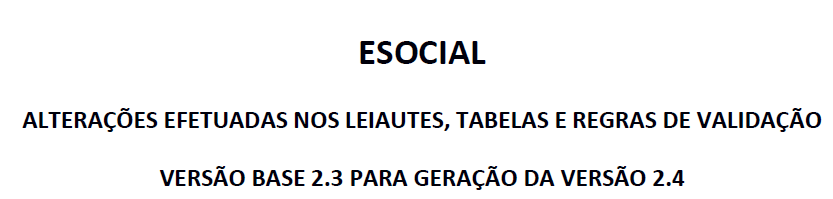 ESOCIAL
ALTERAÇÕES EFETUADAS NOS LEIAUTES, TABELAS E REGRAS DE VALIDAÇÃO
VERSÃO BASE 2.3 PARA GERAÇÃO DA VERSÃO 2.4